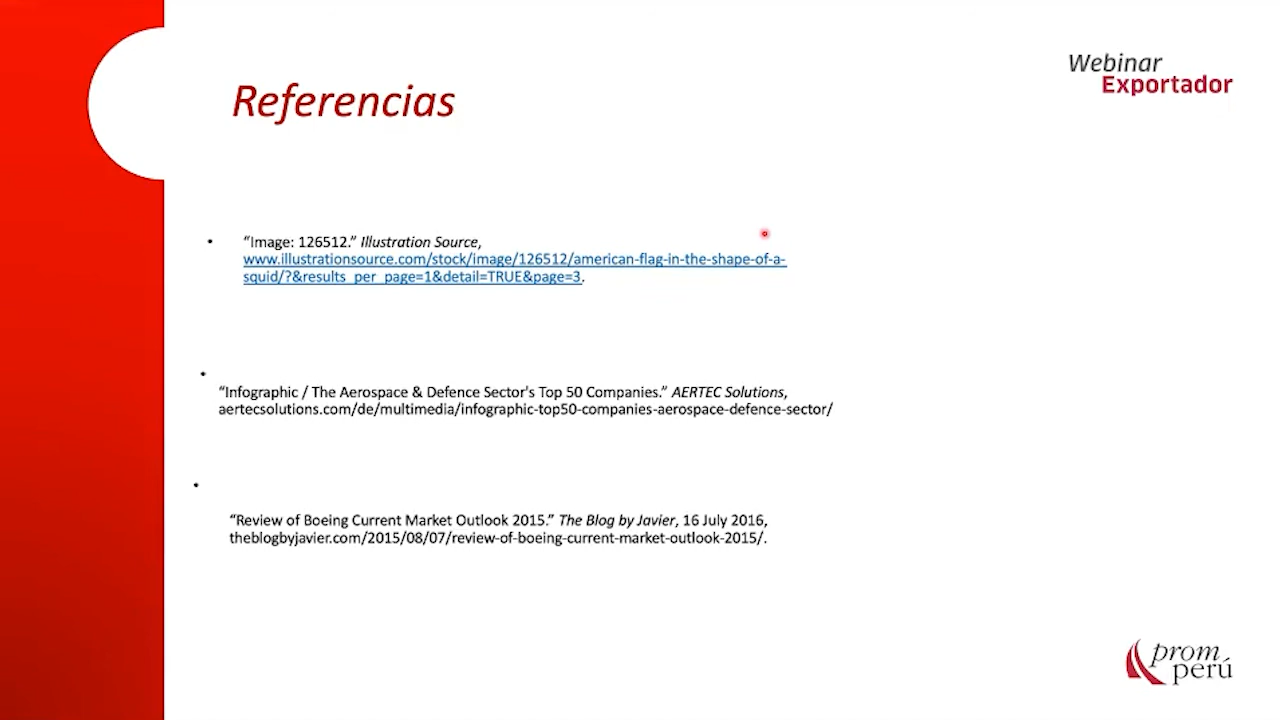 Webinar
Exportador
Referencias
• “Image: 126512.” Illustration Source,
www.illustrationsource.com/stock/image/126512/american-flag-in-the-shape-of-a-
squid/?&results_per_page=1&detail=TRUE&page=3.
•
“Infographic / The Aerospace & Defence Sector's Top 50 Companies.” AERTEC Solutions,
aertecsolutions.com/de/multimedia/infographic-top50-companies-aerospace-defence-sector/
•
“Review of Boeing Current Market Outlook 2015.” The Blog by Javier, 16 July 2016,
theblogbyjavier.com/2015/08/07/review-of-boeing-current-market-outlook-2015/.
prom
perú